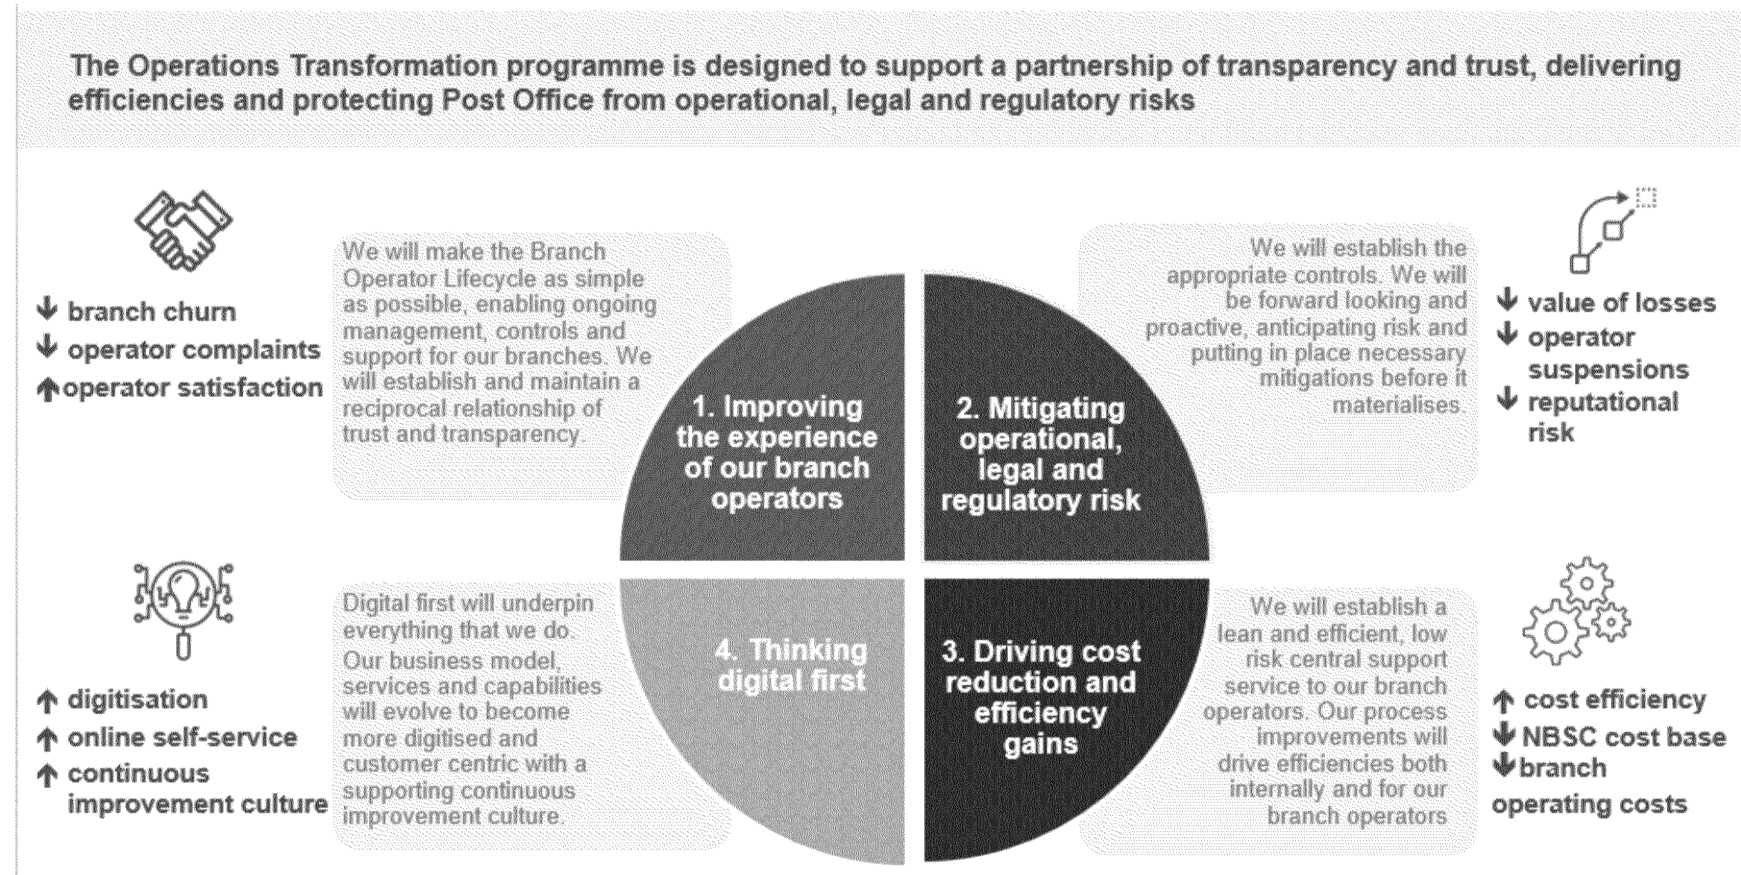 The Operations Transformation programme is designed to support a partnership of transparency and trust, delivering
efficiencies and protecting Post Office from operational, legal and regulatory risks
branch churn
operator complaints
operator satisfaction
We will make the Branch
Operator Lifecycle as simple
as possible, enabling ongoing
management, controls and
support for our branches. We
will establish and maintain a
reciprocal relationship of
trust and transparency.
1. Improving
the experience
of our branch
operators
2. Mitigating
operational,
legal and
regulatory risk
We will establish the
appropriate controls. We will
be forward looking and
proactive, anticipating risk and
putting in place necessary
mitigations before it
materialises.
value of losses
operator
suspensions
reputational
risk
digitisation
online self-service
continuous
improvement culture
Digital first will underpin
everything that we do.
Our business model,
services and capabilities
will evolve to become
more digitised and
customer centric with a
supporting continuous
improvement culture.
4. Thinking
digital first
3. Driving cost
reduction and
efficiency
gains
We will establish a
lean and efficient, low
risk central support
service to our branch
operators. Our process
improvements will
drive efficiencies both
internally and for our
branch operators
cost efficiency
NBSC cost base
branch
operating costs